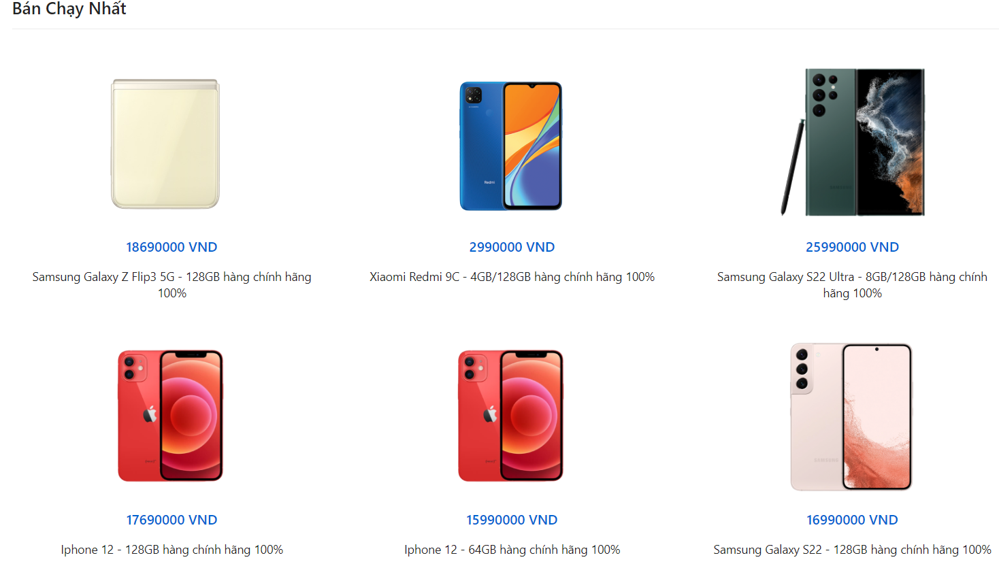 Bán Chạy Nhất
Redmi
18690000 VND
2990000 VND
25990000 VND
Samsung Galaxy Z Flip3 5G - 128GB hàng chính hãng
100%
Xiaomi Redmi 9C - 4GB/128GB hàng chính hãng 100%
Samsung Galaxy S22 Ultra - 8GB/128GB hàng chính
hãng 100%
SAMSUNG
17690000 VND
15990000 VND
16990000 VND
Iphone 12 - 128GB hàng chính hãng 100%
Iphone 12 - 64GB hàng chính hãng 100%
Samsung Galaxy S22 - 128GB hàng chính hãng 100%